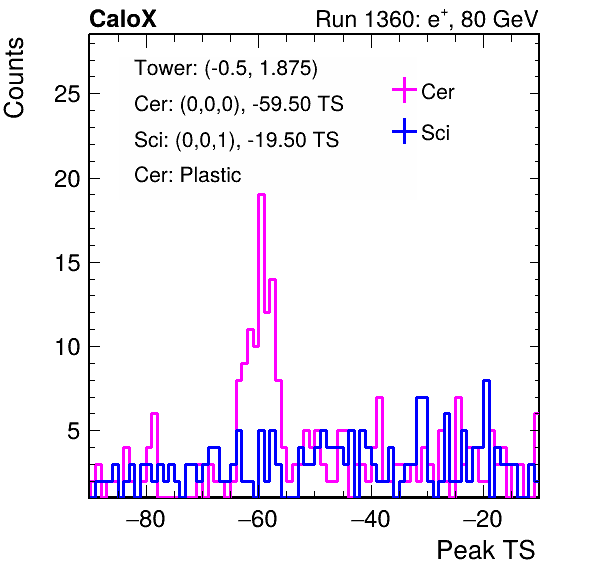 CaloX Run 1360: e⁺, 80 GeV
Counts
Tower: (-0.5, 1.875)
Cer: (0,0,0), -59.50 TS
Sci: (0,0,1), -19.50 TS
Cer: Plastic
Cer
Sci
25
20
15
10
5
−80 −60 −40 −20
Peak TS